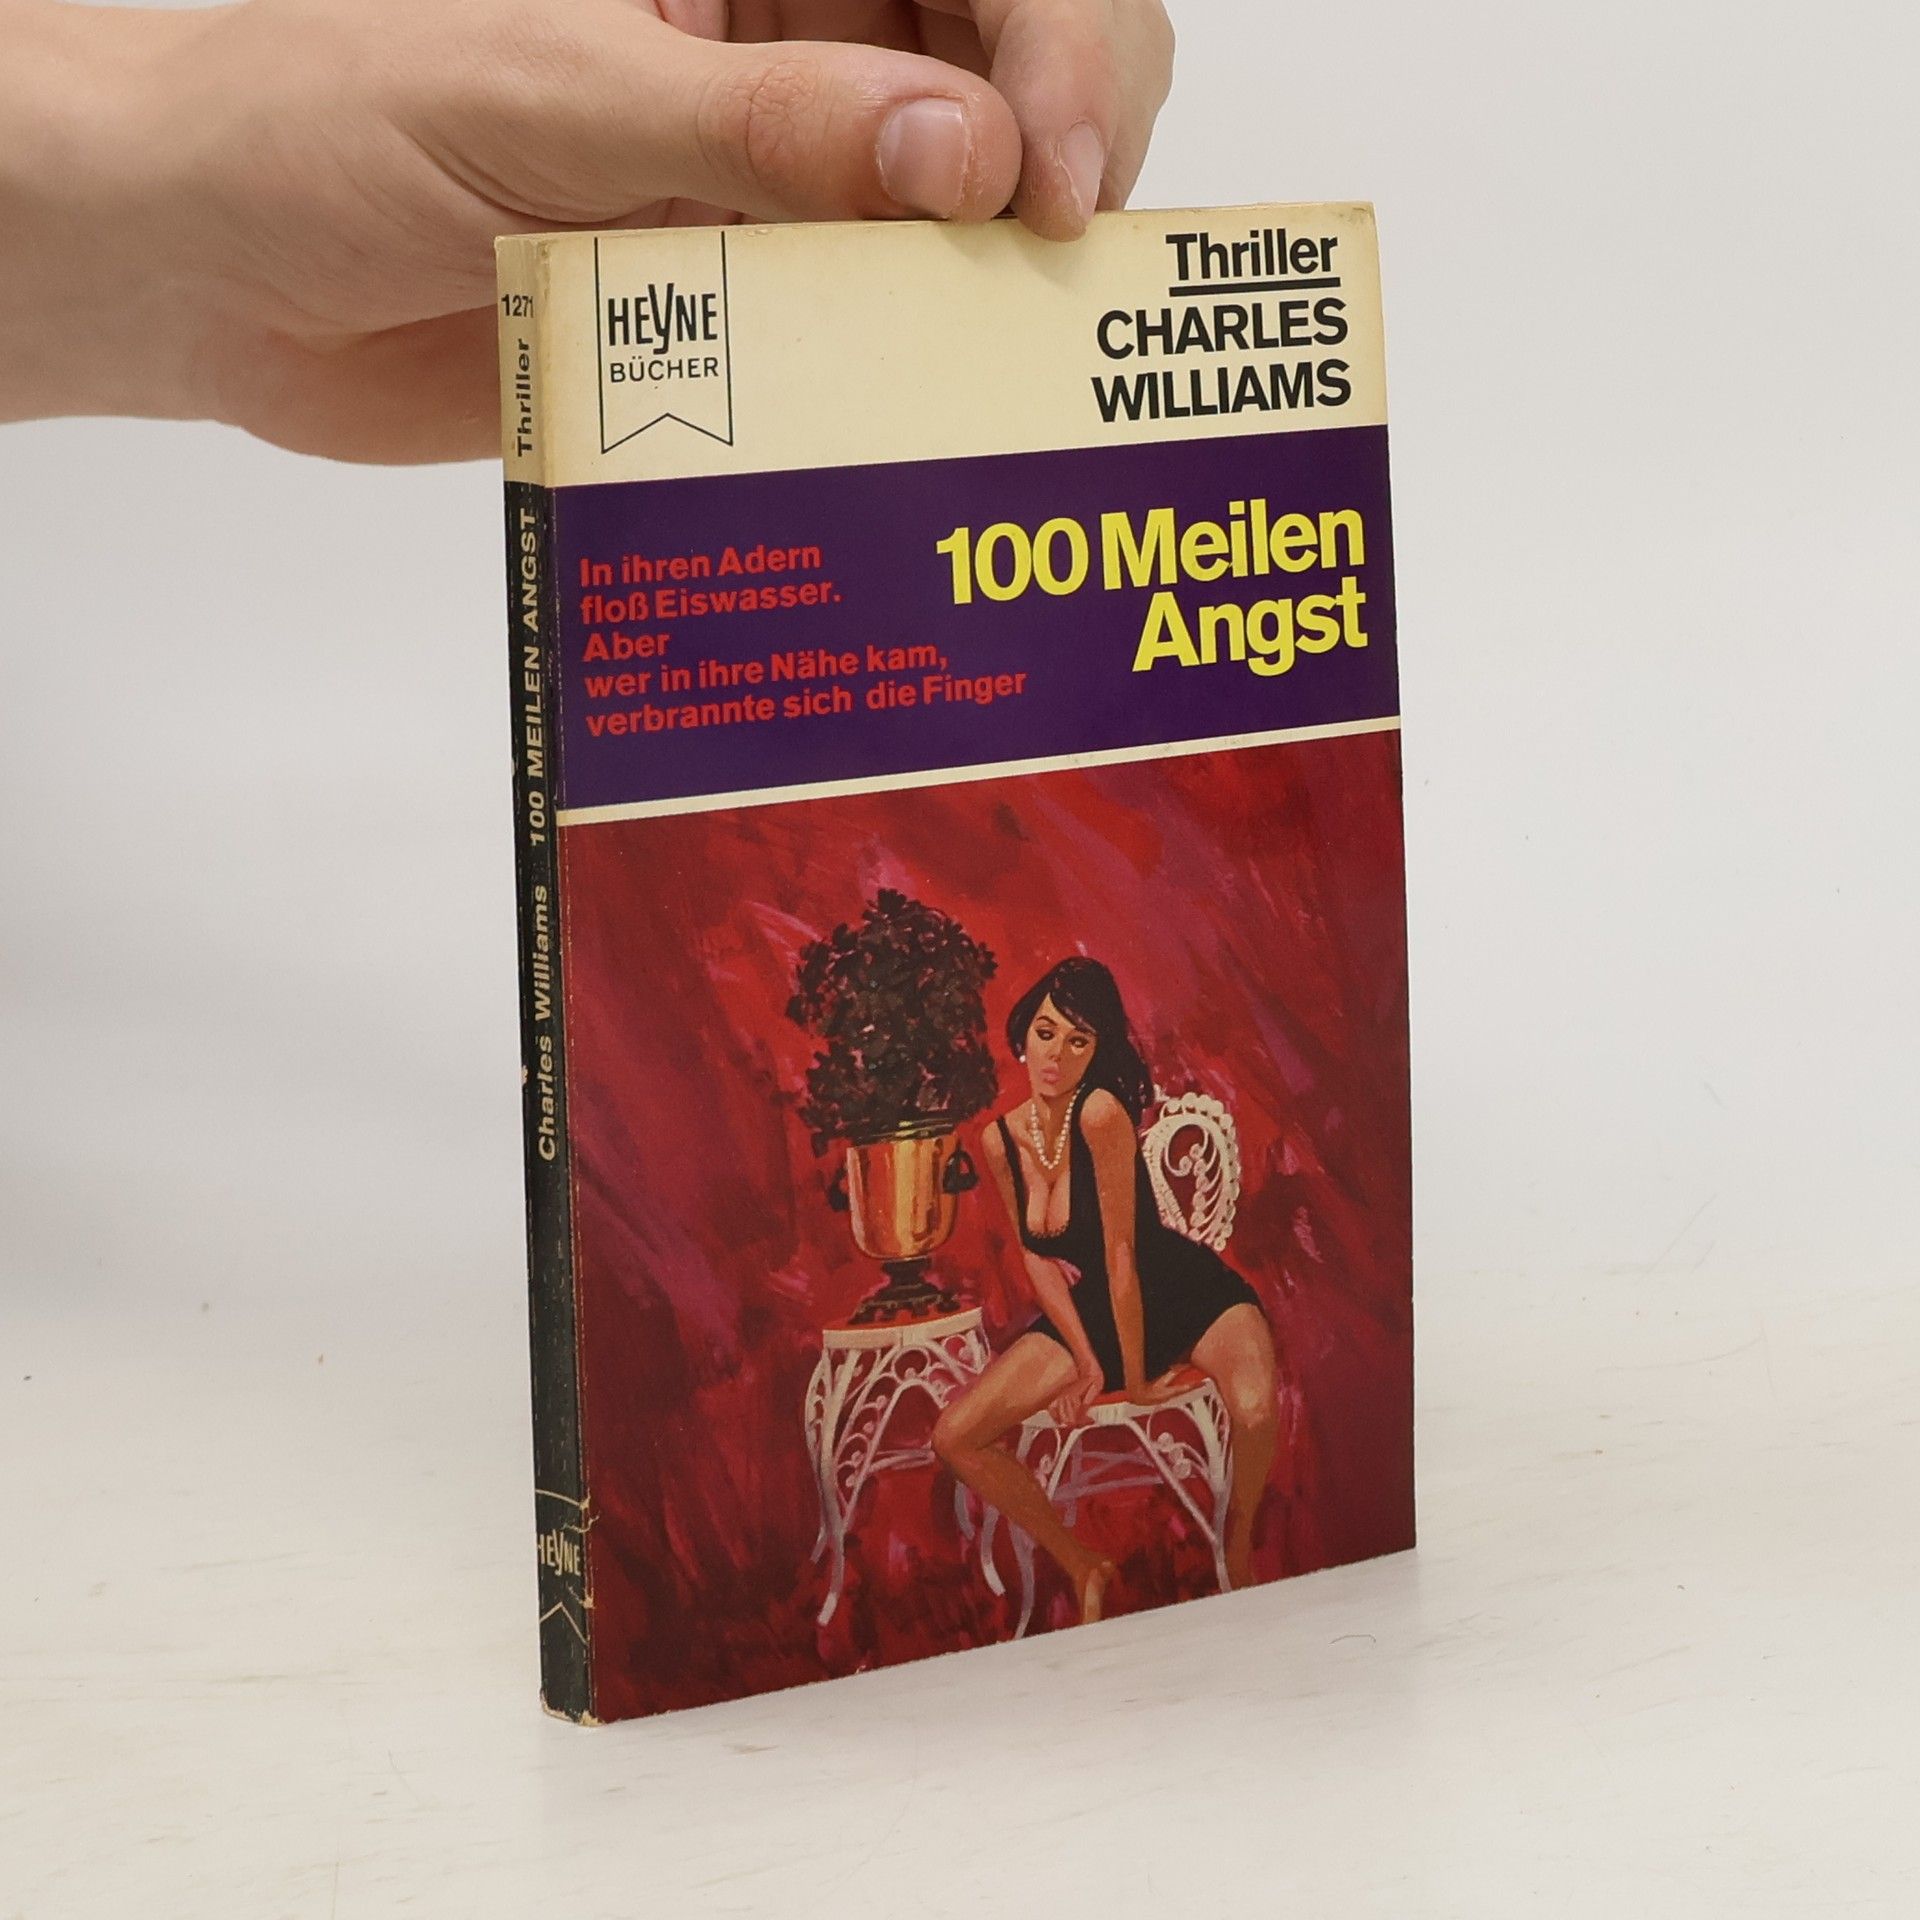 HEYNE
BÜCHER
Thriller
CHARLES
WILLIAMS
100 Meilen
Angst
In ihren Adern
floß Eiswasser.
Aber
wer in ihre Nähe kam,
verbrannte sich die Finger
1271
Thriller
Charles Williams 100 MEILEN ANGST
HEYNE